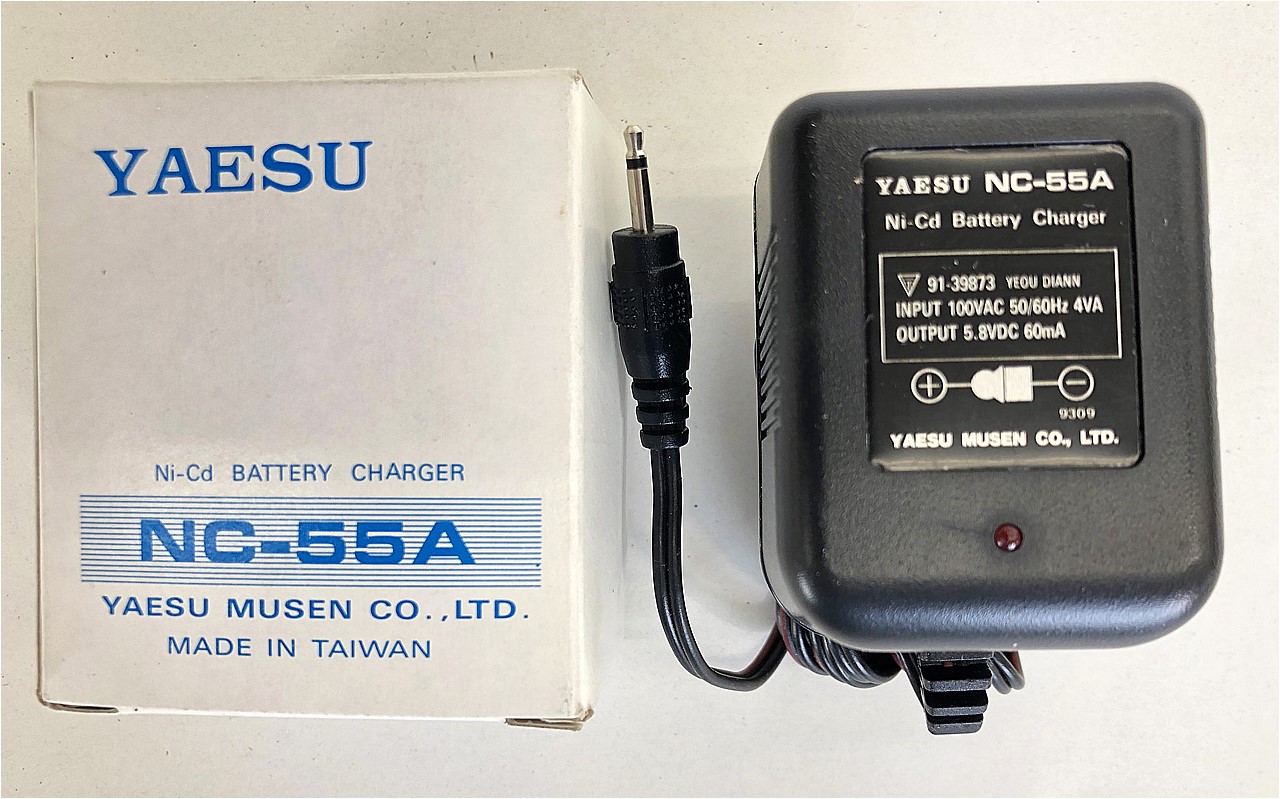 YAESU
Ni-Cd BATTERY CHARGER
NC-55A
YAESU MUSEN CO.,LTD.
MADE IN TAIWAN
YAESU NC-55A
Ni-Cd Battery Charger
T 91-39873 YEOU DIANN
INPUT 100VAC 50/60Hz 4VA
OUTPUT 5.8VDC 60mA
+ −
9309
YAESU MUSEN CO., LTD.